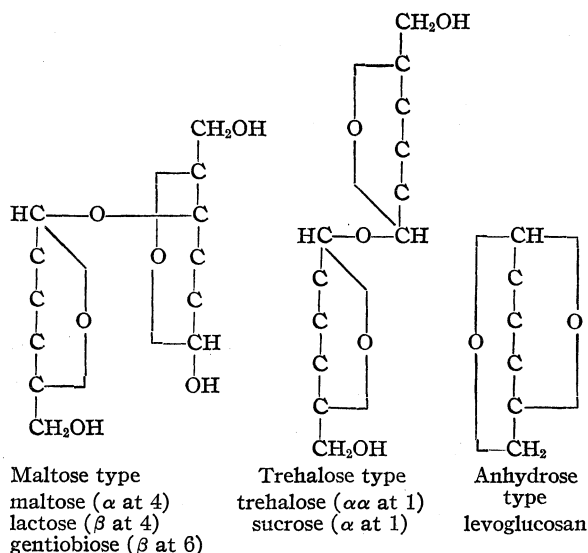 CH₂OH
C
HC O C
C O C
C C
O
C CH
C OH
CH₂OH
CH₂OH
C
C
O
C
C
HC O CH
C
C
O
C
C
CH₂OH
CH
C
C
O
O
C
C
CH₂
Maltose type
maltose (α at 4)
lactose (β at 4)
gentiobiose (β at 6)
Trehalose type
trehalose (αα at 1)
sucrose (α at 1)
Anhydrose
type
levoglucosan